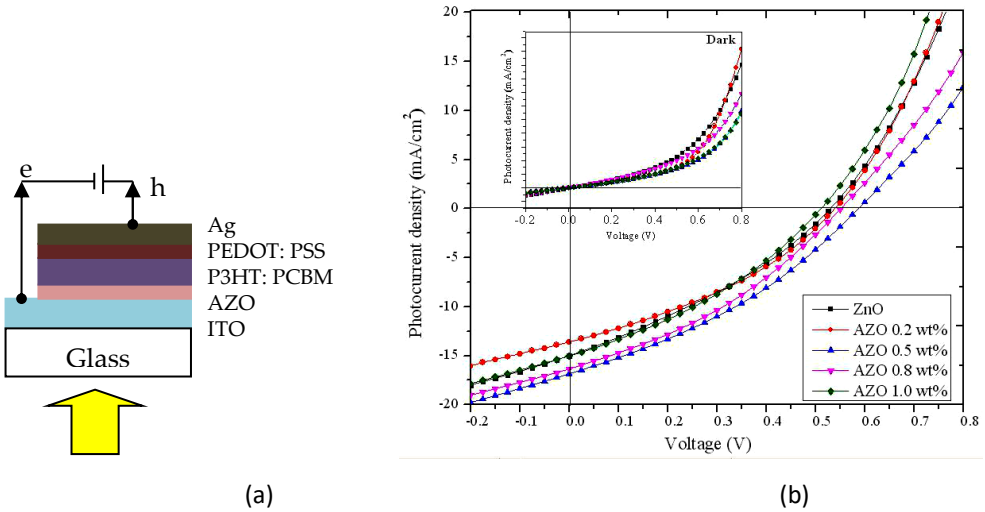 e
h
Ag
PEDOT: PSS
P3HT: PCBM
AZO
ITO
Glass
(a)
Photocurrent density (mA/cm²)
20
15
10
5
0
-5
-10
-15
-20
-0.2 -0.1 0.0 0.1 0.2 0.3 0.4 0.5 0.6 0.7 0.8
Voltage (V)
Dark
Photocurrent density (mA/cm²)
-0.2 0.0 0.2 0.4 0.6 0.8
Voltage (V)
ZnO
AZO 0.2 wt%
AZO 0.5 wt%
AZO 0.8 wt%
AZO 1.0 wt%
(b)